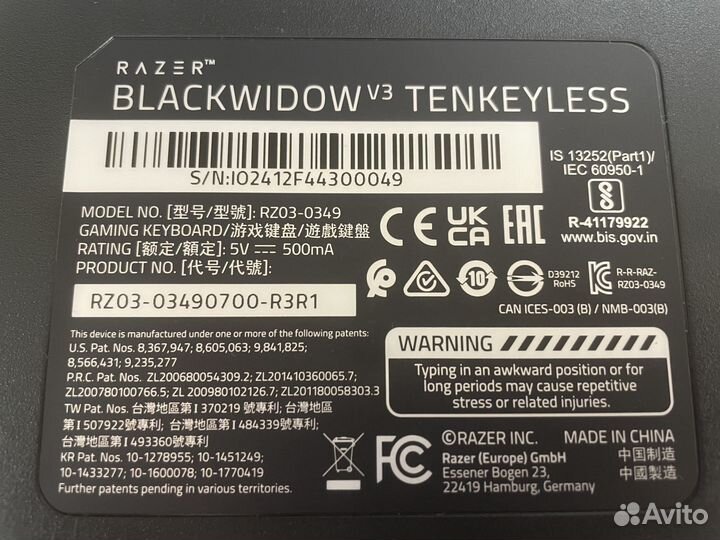 RAZER™
BLACKWIDOW V3 TENKEYLESS
S/N:IO2412F44300049
IS 13252(Part1)/
IEC 60950-1
R-41179922
www.bis.gov.in
MODEL NO. [型号/型號]: RZ03-0349
GAMING KEYBOARD/游戏键盘/遊戲鍵盤
RATING [额定/額定]: 5V 500mA
PRODUCT NO. [代号/代號]:
RZ03-03490700-R3R1
CE UK CA EAC
10
D39212
RoHS
R-R-RAZ-
RZ03-0349
CAN ICES-003 (B) / NMB-003(B)
This device is manufactured under one or more of the following patents:
U.S. Pat. Nos. 8,367,947; 8,605,063; 9,841,825;
8,566,431; 9,235,277
P.R.C. Pat. Nos. ZL200680054309.2; ZL201410360065.7;
ZL200780100766.5; ZL 200980102126.7; ZL201180058303.3
TW Pat. Nos. 台灣地區第 I 370219 號專利; 台灣地區
第 I 507922號專利; 台灣地區第 I 484339號專利;
台灣地區第 I 493360號專利
KR Pat. Nos. 10-1278955; 10-1451249;
10-1433277; 10-1600078; 10-1770419
Further patents pending in various territories.
WARNING
Typing in an awkward position or for
long periods may cause repetitive
stress or related injuries.
FC
©RAZER INC. MADE IN CHINA
Razer (Europe) GmbH 中国制造
Essener Bogen 23, 中國製造
22419 Hamburg, Germany
Avito